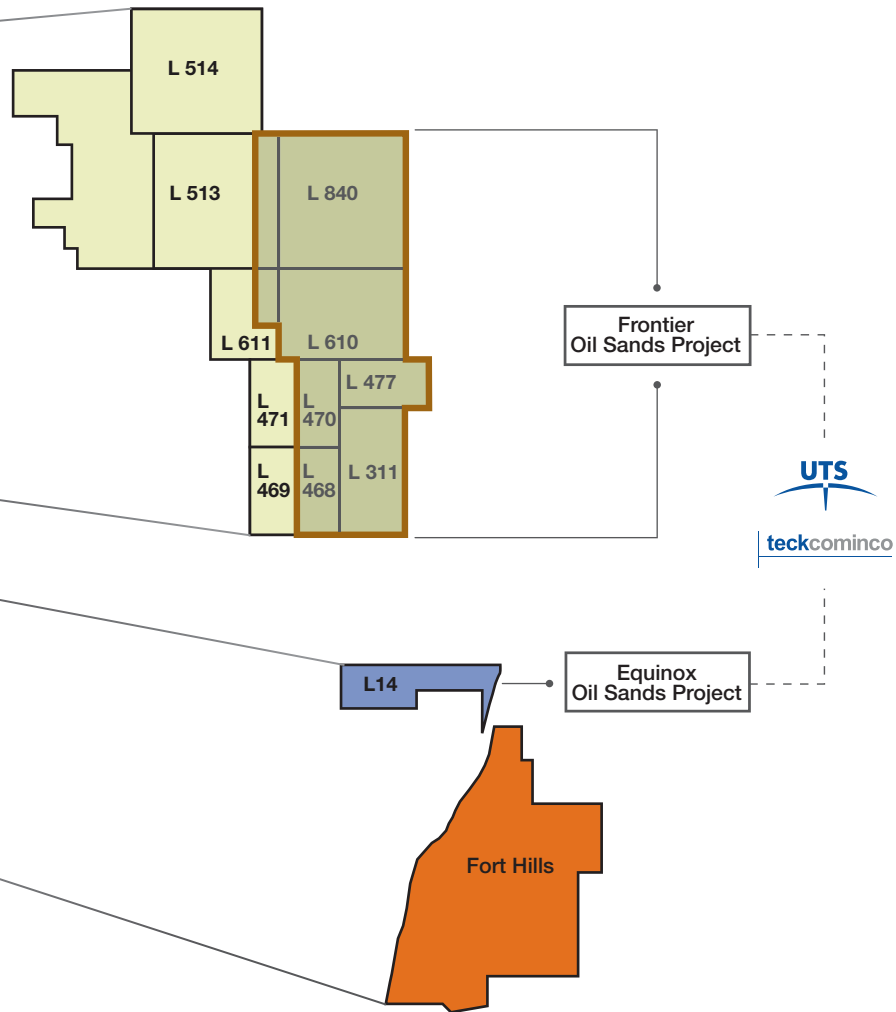 L 514
L 513
L 840
L 611
L 610
L 477
L
471
L
470
L
469
L
468
L 311
Frontier
Oil Sands Project
UTS
teckcominco
L14
Equinox
Oil Sands Project
Fort Hills